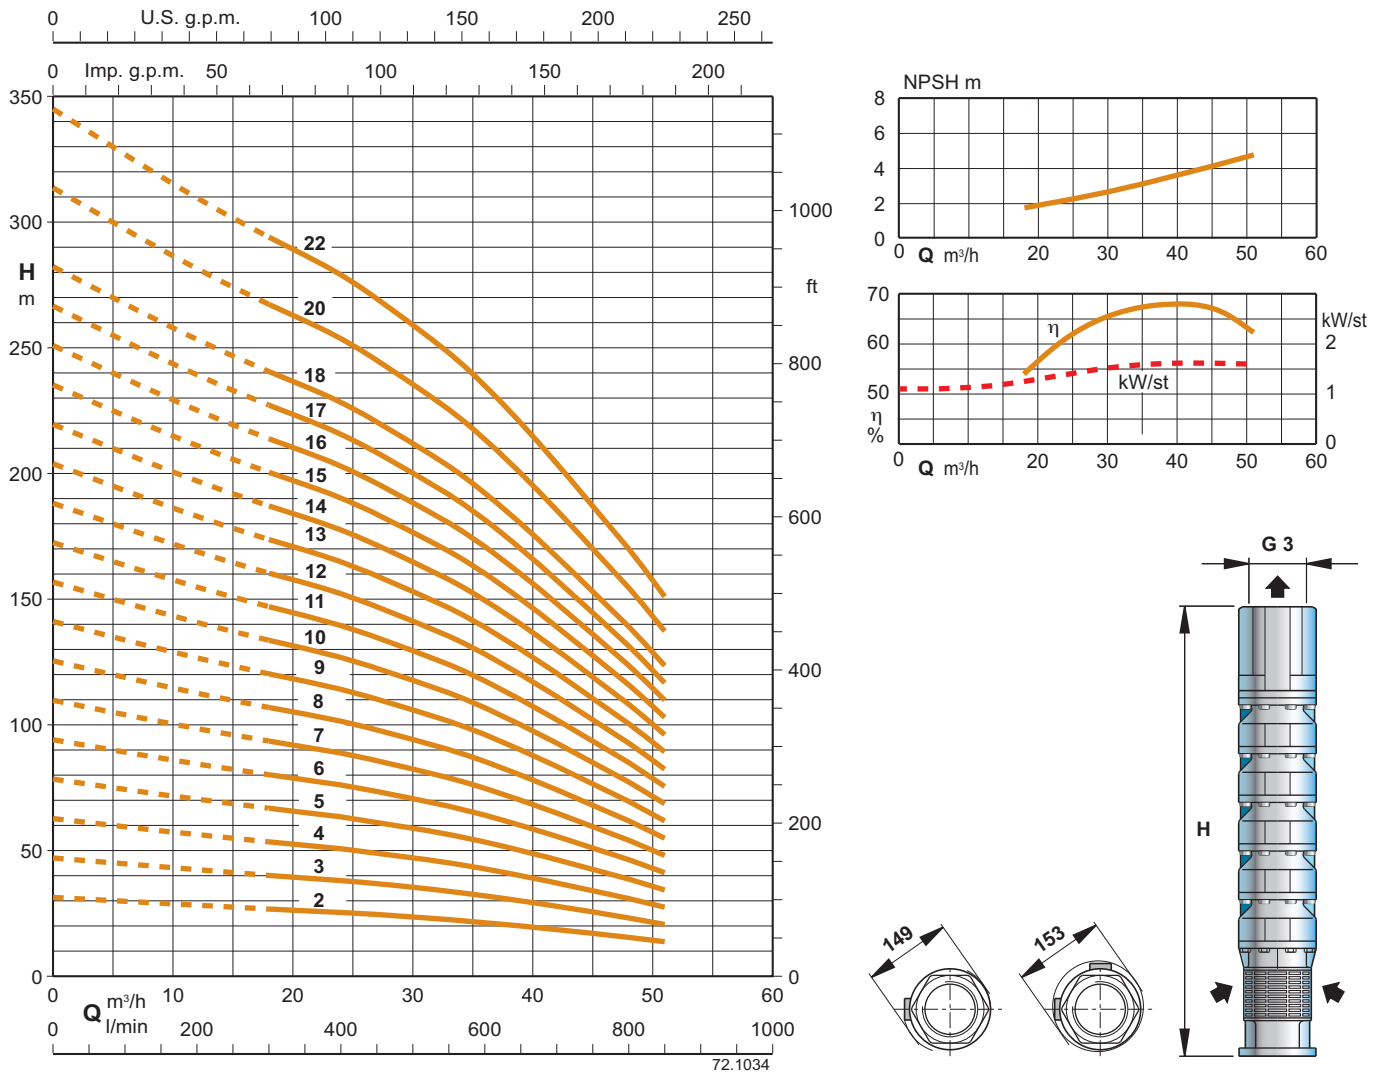 0 U.S. g.p.m. 100 150 200 250
0 Imp. g.p.m. 50 100 150 200
350
300
H
m
250
200
150
100
50
0
1000
ft
800
600
400
200
0
22
20
18
17
16
15
14
13
12
11
10
9
8
7
6
5
4
3
2
0 10 20 30 40 50 60
Q m³/h
l/min
0 200 400 600 800 1000
72.1034
NPSH m
8
6
4
2
0
0 Q m³/h 20 30 40 50 60
70
60
50
η
%
η
kW/st
kW/st
2
1
0
0 Q m³/h 20 30 40 50 60
G 3
H
149
153